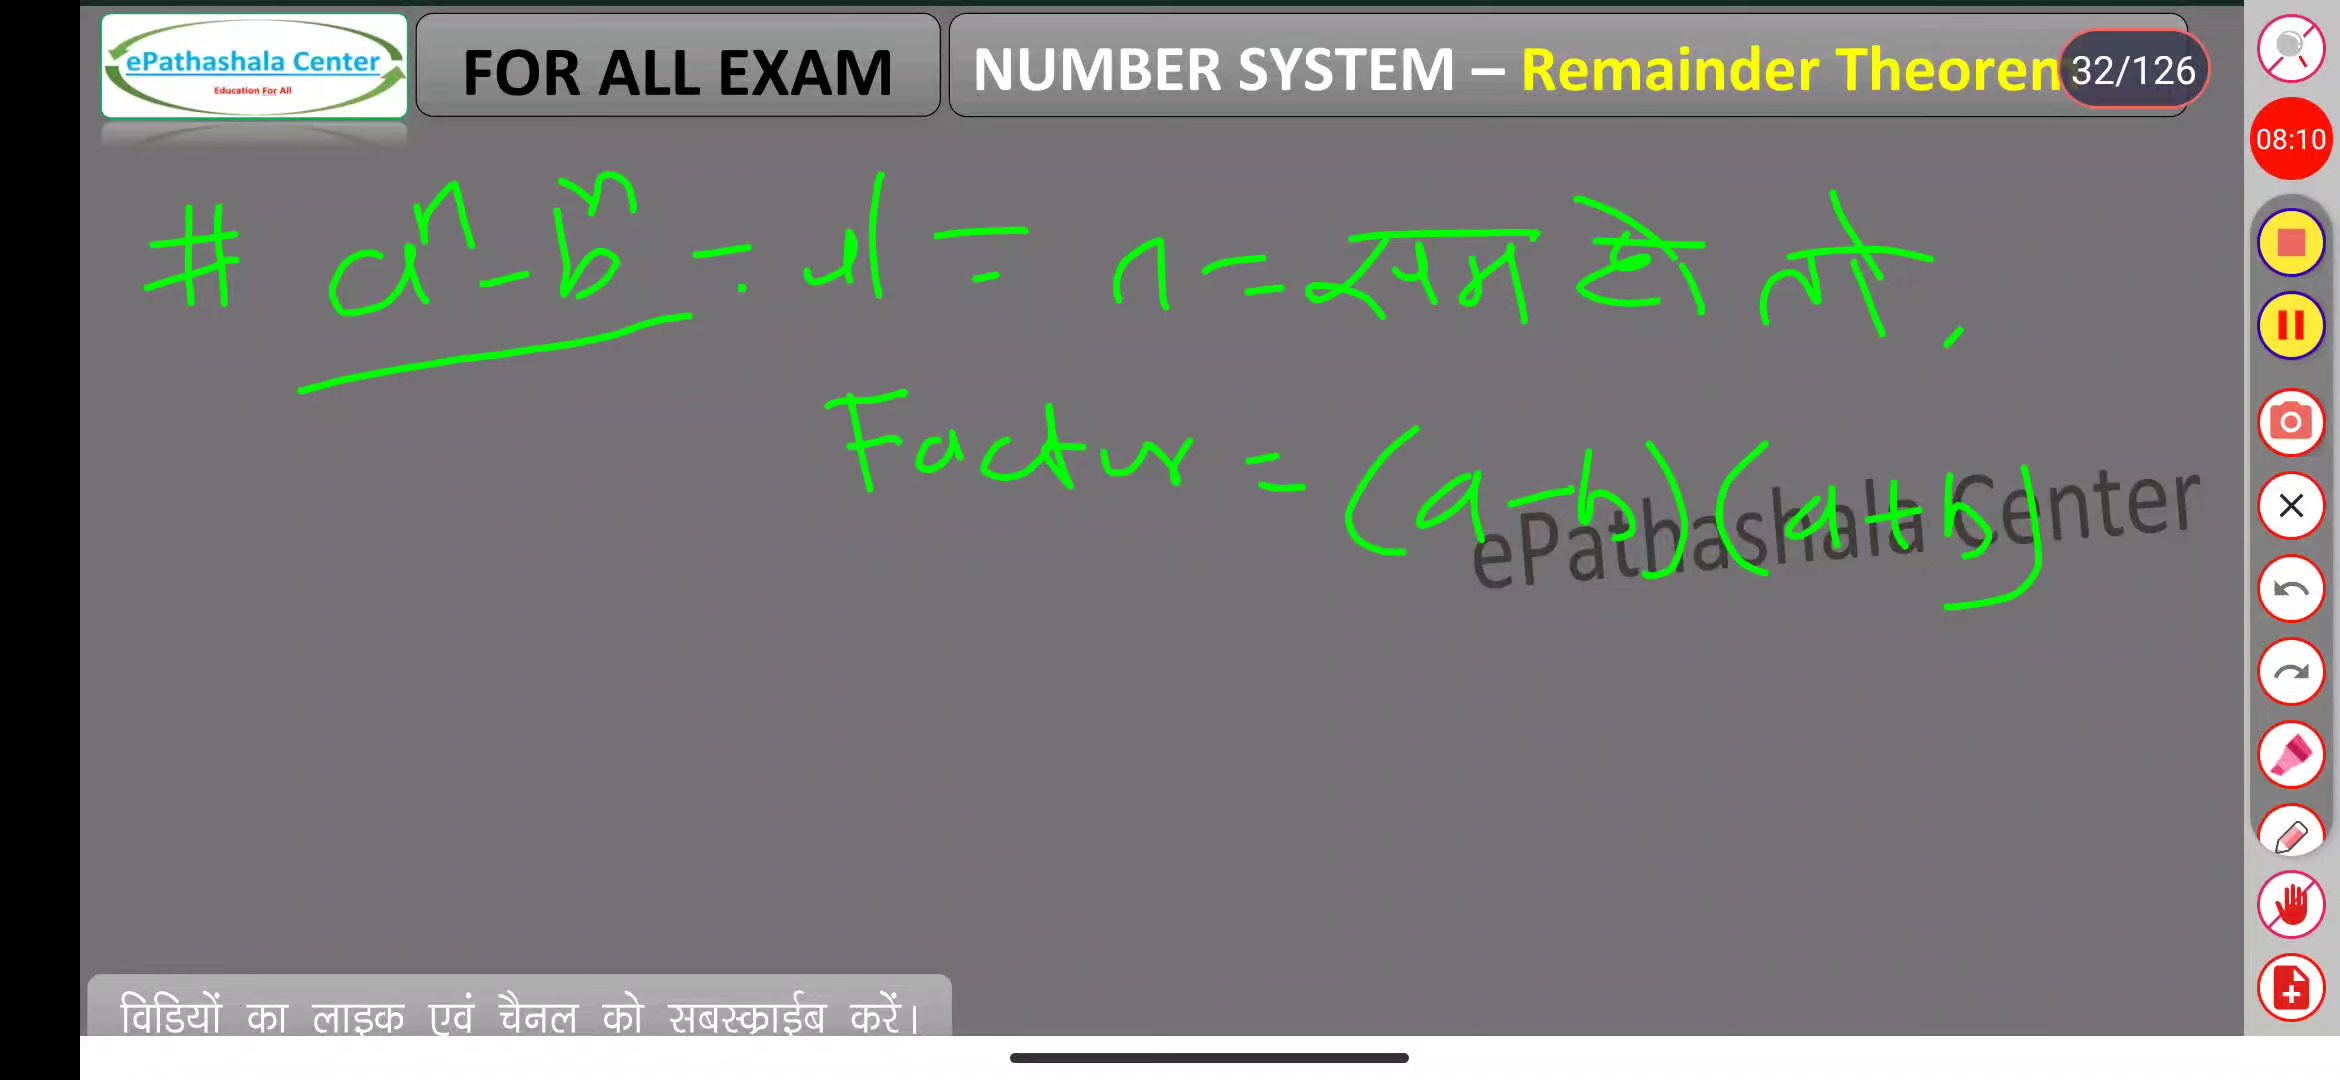 ePathashala Center
Education For All
FOR ALL EXAM
NUMBER SYSTEM – Remainder Theorem
32/126
08:10
# aⁿ - bⁿ n = सम हो तो,
Factor = (a-b)(a+b)
ePathashala Center
विडियों का लाइक एवं चैनल को सबस्क्राईब करें।